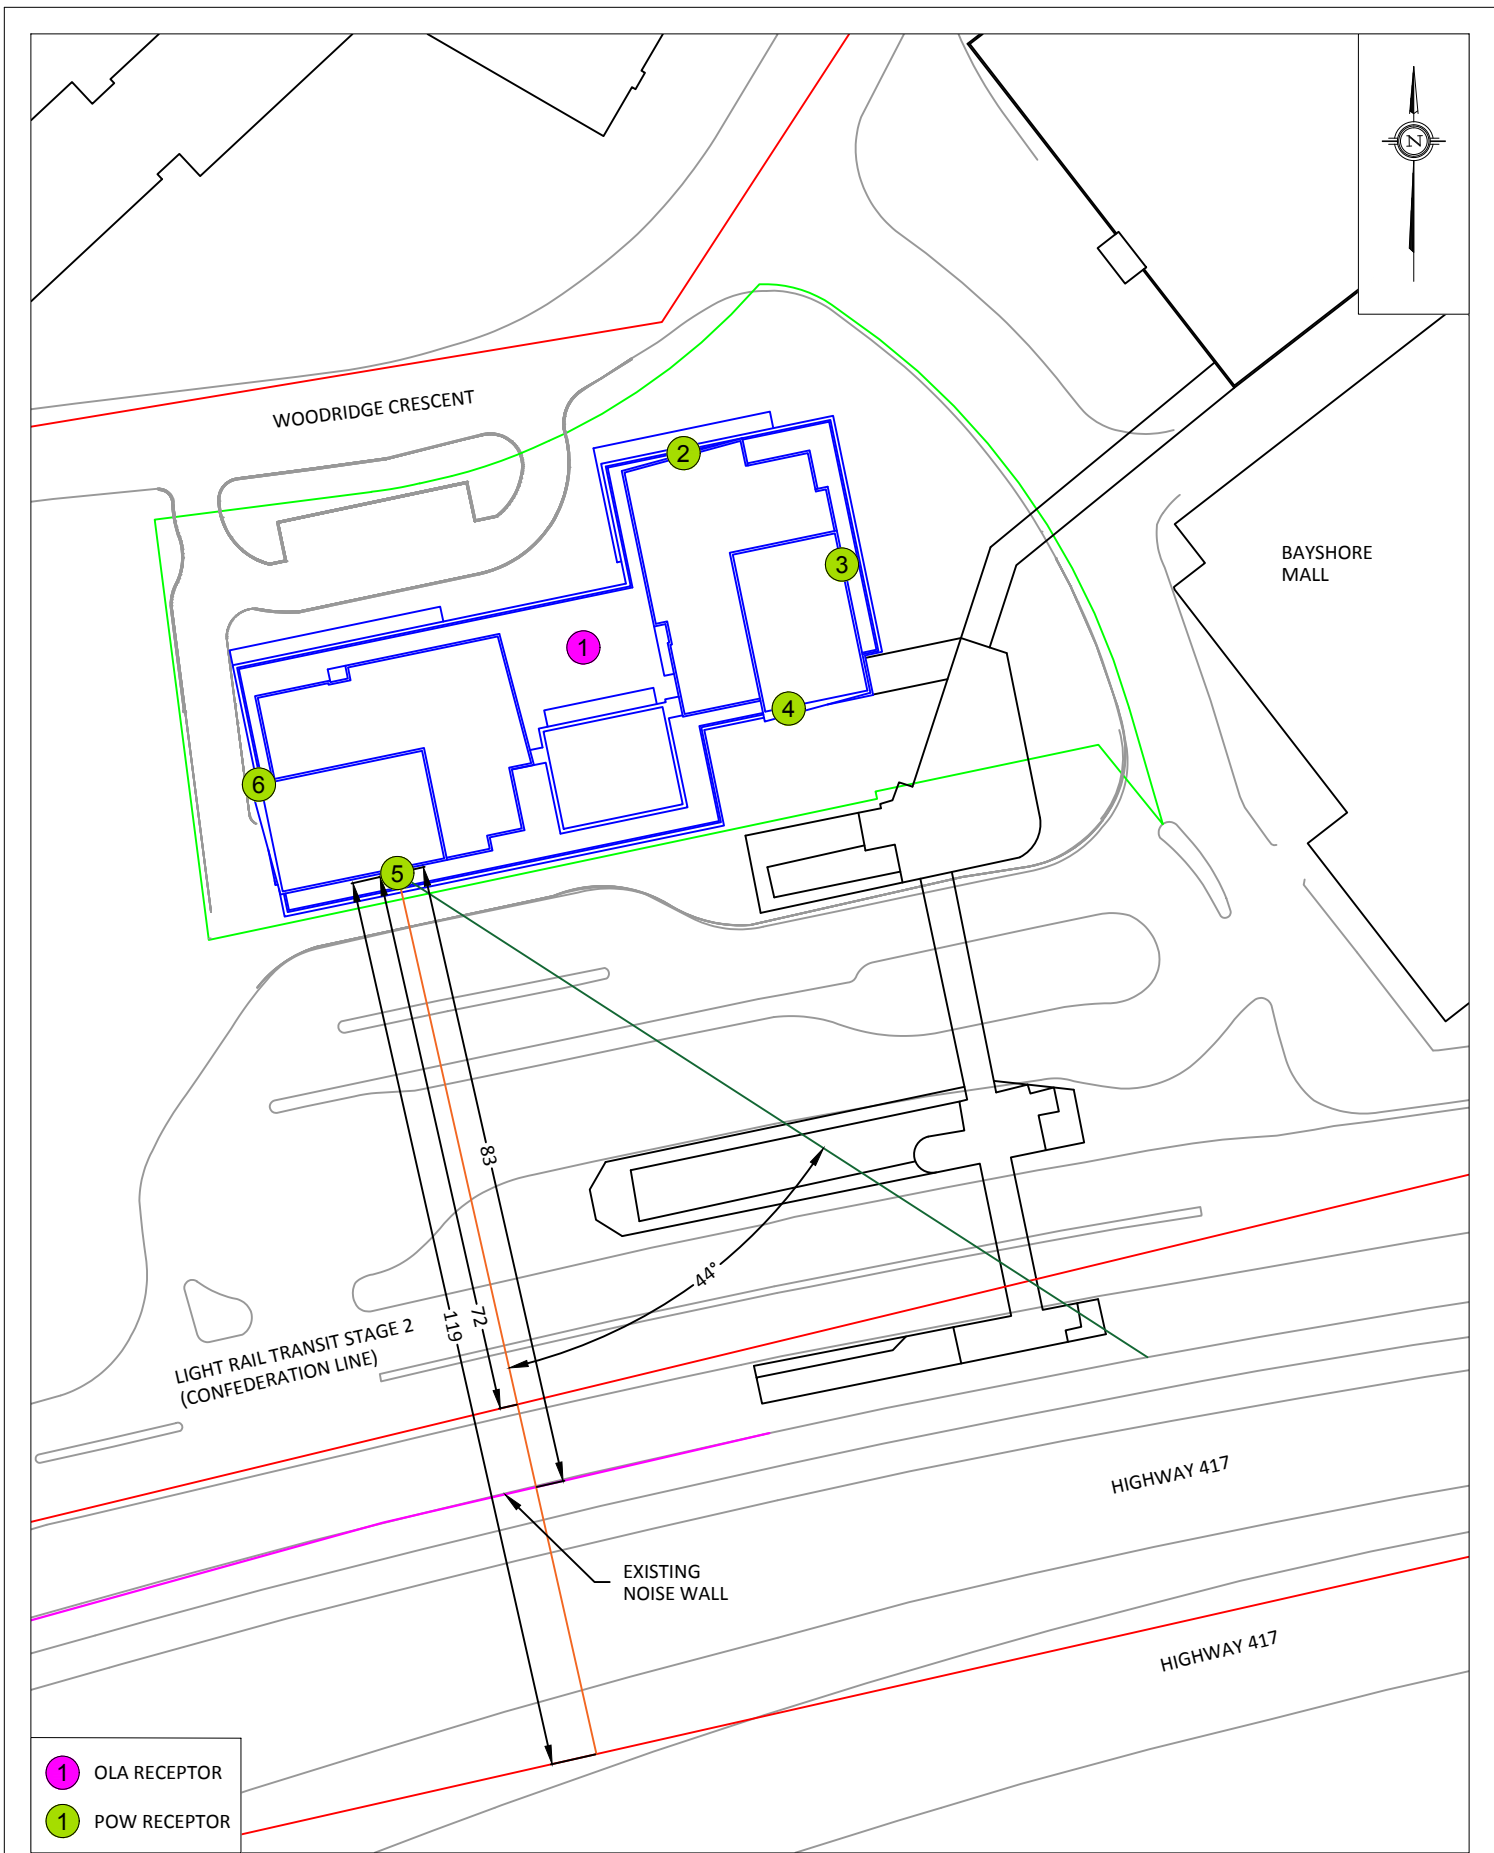 N
WOODRIDGE CRESCENT
2
3
BAYSHORE
MALL
1
4
6
5
83
44°
72
119
LIGHT RAIL TRANSIT STAGE 2
(CONFEDERATION LINE)
HIGHWAY 417
EXISTING
NOISE WALL
HIGHWAY 417
1 OLA RECEPTOR
1 POW RECEPTOR